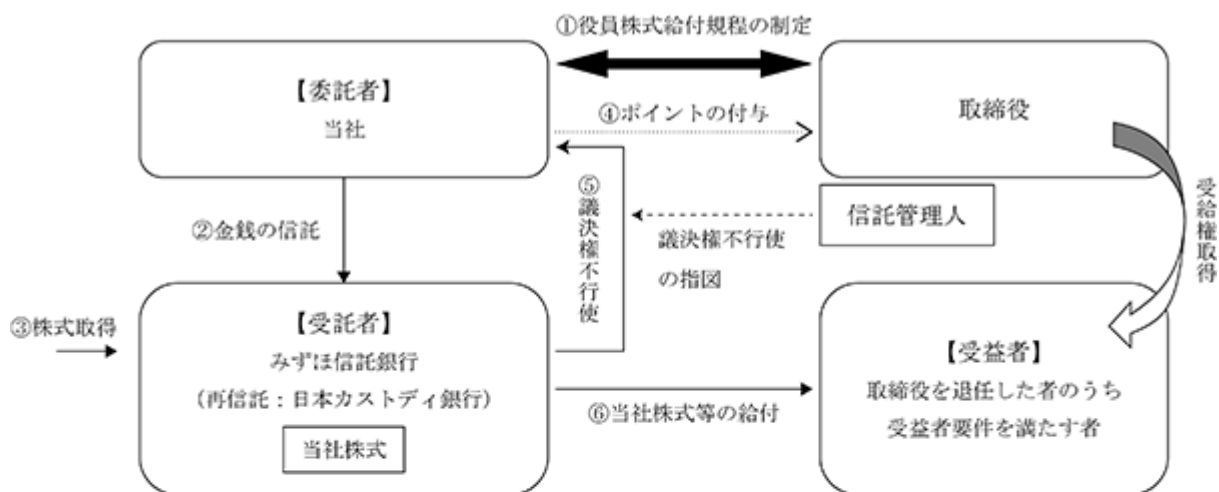 ①役員株式給付規程の制定
【委託者】
当社
④ポイントの付与
取締役
②金銭の信託
⑤議決権不行使
議決権不行使
の指図
信託管理人
受給権取得
③株式取得
【受託者】
みずほ信託銀行
（再信託：日本カストディ銀行）
当社株式
⑥当社株式等の給付
【受益者】
取締役を退任した者のうち
受益者要件を満たす者